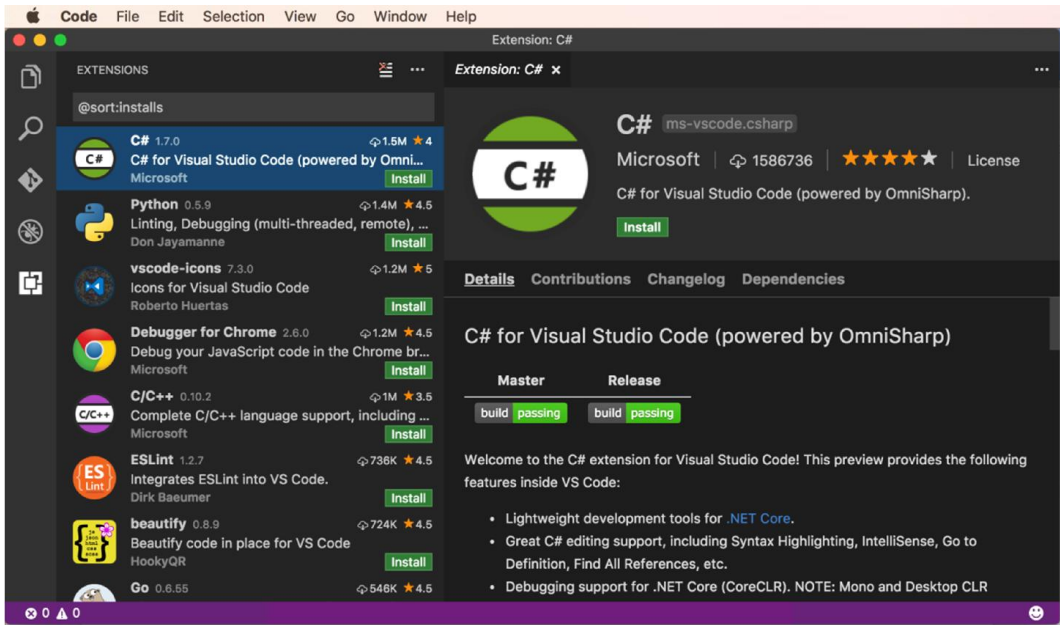 Code File Edit Selection View Go Window Help
Extension: C#
EXTENSIONS
@sort:installs
C# 1.7.0 1.5M 4
C# for Visual Studio Code (powered by Omni...
Microsoft Install
Python 0.5.9 1.4M 4.5
Linting, Debugging (multi-threaded, remote), ...
Don Jayamanne Install
vscode-icons 7.3.0 1.2M 5
Icons for Visual Studio Code
Roberto Huertas Install
Debugger for Chrome 2.6.0 1.2M 4.5
Debug your JavaScript code in the Chrome br...
Microsoft Install
C/C++ 0.10.2 1M 3.5
Complete C/C++ language support, including ...
Microsoft Install
ESLint 1.2.7 736K 4.5
Integrates ESLint into VS Code.
Dirk Baeumer Install
beautify 0.8.9 724K 4.5
Beautify code in place for VS Code
HookyQR Install
Go 0.6.55 546K 4.5
C#
C/C++
ES
Lint
Extension: C#
C#
C# ms-vscode.csharp
Microsoft 1586736 License
C# for Visual Studio Code (powered by OmniSharp).
Install
Details Contributions Changelog Dependencies
C# for Visual Studio Code (powered by OmniSharp)
Master Release
build passing build passing
Welcome to the C# extension for Visual Studio Code! This preview provides the following
features inside VS Code:
• Lightweight development tools for .NET Core.
• Great C# editing support, including Syntax Highlighting, IntelliSense, Go to
Definition, Find All References, etc.
• Debugging support for .NET Core (CoreCLR). NOTE: Mono and Desktop CLR
0 0